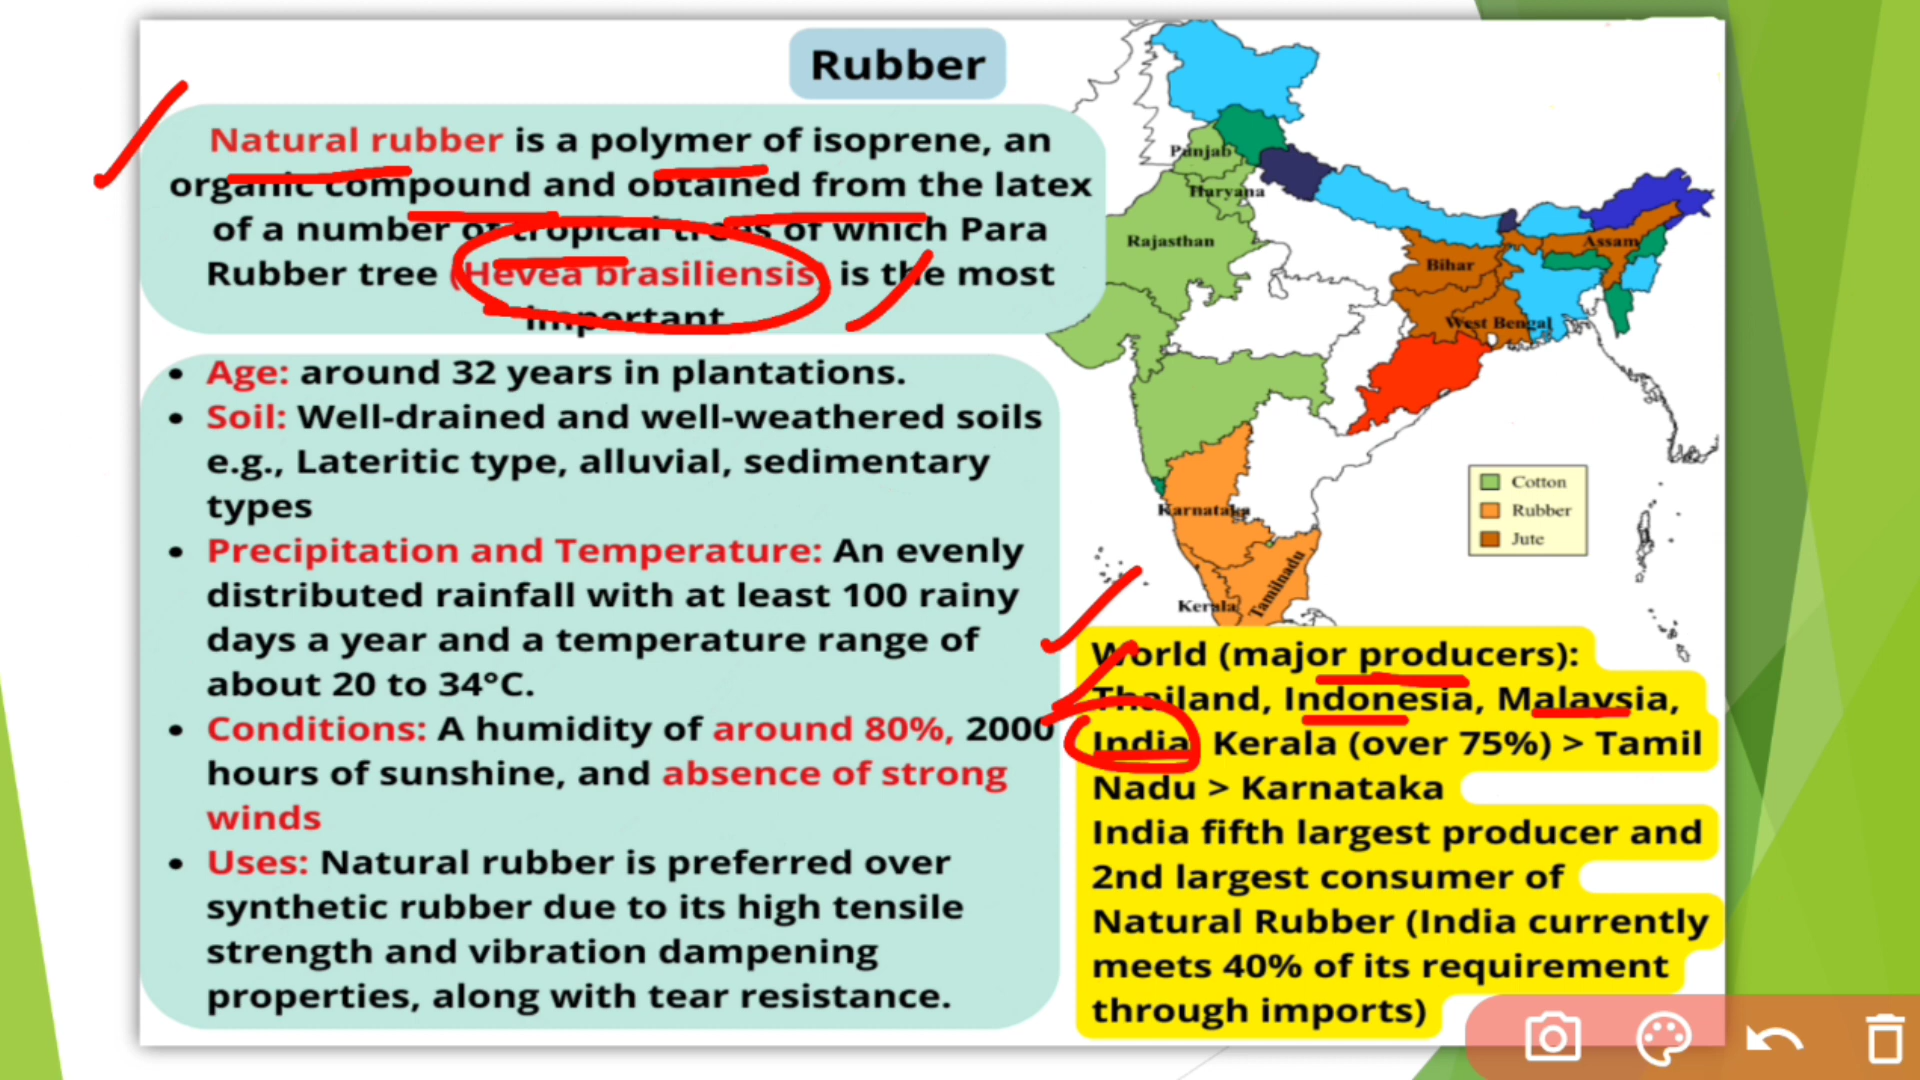 Rubber
Natural rubber is a polymer of isoprene, an
organic compound and obtained from the latex
of a number of tropical trees of which Para
Rubber tree (Hevea brasiliensis) is the most
important
• Age: around 32 years in plantations.
• Soil: Well-drained and well-weathered soils
e.g., Lateritic type, alluvial, sedimentary
types
• Precipitation and Temperature: An evenly
distributed rainfall with at least 100 rainy
days a year and a temperature range of
about 20 to 34°C.
• Conditions: A humidity of around 80%, 2000
hours of sunshine, and absence of strong
winds
• Uses: Natural rubber is preferred over
synthetic rubber due to its high tensile
strength and vibration dampening
properties, along with tear resistance.
Punjab
Haryana
Rajasthan
Assam
Bihar
West Bengal
Karnataka
Tamilnadu
Kerala
Cotton
Rubber
Jute
World (major producers):
Thailand, Indonesia, Malaysia,
India Kerala (over 75%) > Tamil
Nadu > Karnataka
India fifth largest producer and
2nd largest consumer of
Natural Rubber (India currently
meets 40% of its requirement
through imports)